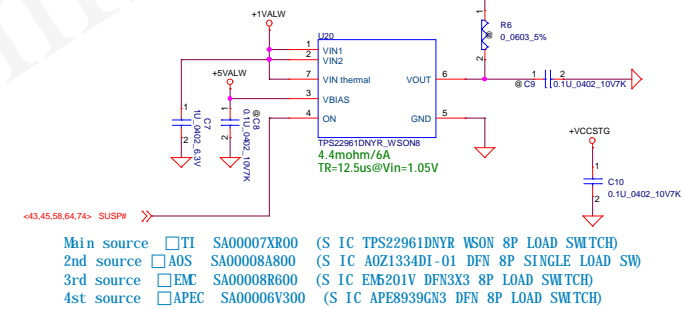 +1VALW
R6
@
0_0603_5%
1
2
U20
1 VIN1
2 VIN2
7 VIN thermal
VOUT 6
+5VALW
3 VBIAS
4 ON
GND 5
TPS22961DNYR_WSON8
4.4mohm/6A
TR=12.5us@Vin=1.05V
1
2
C7
1U_0402_6.3V
1
2
@C8
0.1U_0402_10V7K
@C9
1 2
0.1U_0402_10V7K
+VCCSTG
1
2
C10
0.1U_0402_10V7K
<43,45,58,64,74> SUSP#
Main source □TI SA00007XR00 (S IC TPS22961DNYR WSON 8P LOAD SWITCH)
2nd source □AOS SA00008A800 (S IC AOZ1334DI-01 DFN 8P SINGLE LOAD SW)
3rd source □EMC SA00008R600 (S IC EM5201V DFN3X3 8P LOAD SWITCH)
4st source □APEC SA00006V300 (S IC APE8939GN3 DFN 8P LOAD SWITCH)